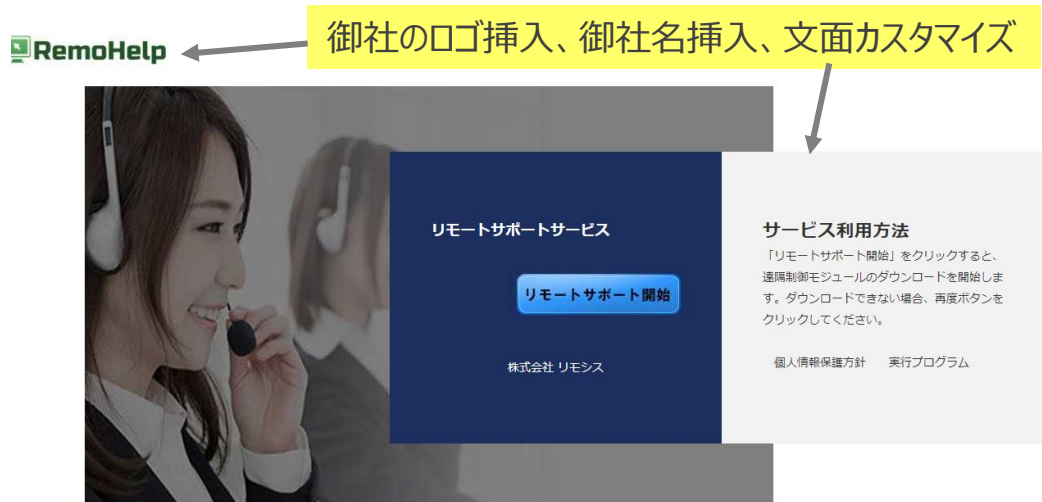 RemoHelp
御社のロゴ挿入、御社名挿入、文面カスタマイズ
リモートサポートサービス
リモートサポート開始
株式会社 リモシス
サービス利用方法
「リモートサポート開始」をクリックすると、
遠隔制御モジュールのダウンロードを開始しま
す。ダウンロードできない場合、再度ボタンを
クリックしてください。
個人情報保護方針 実行プログラム